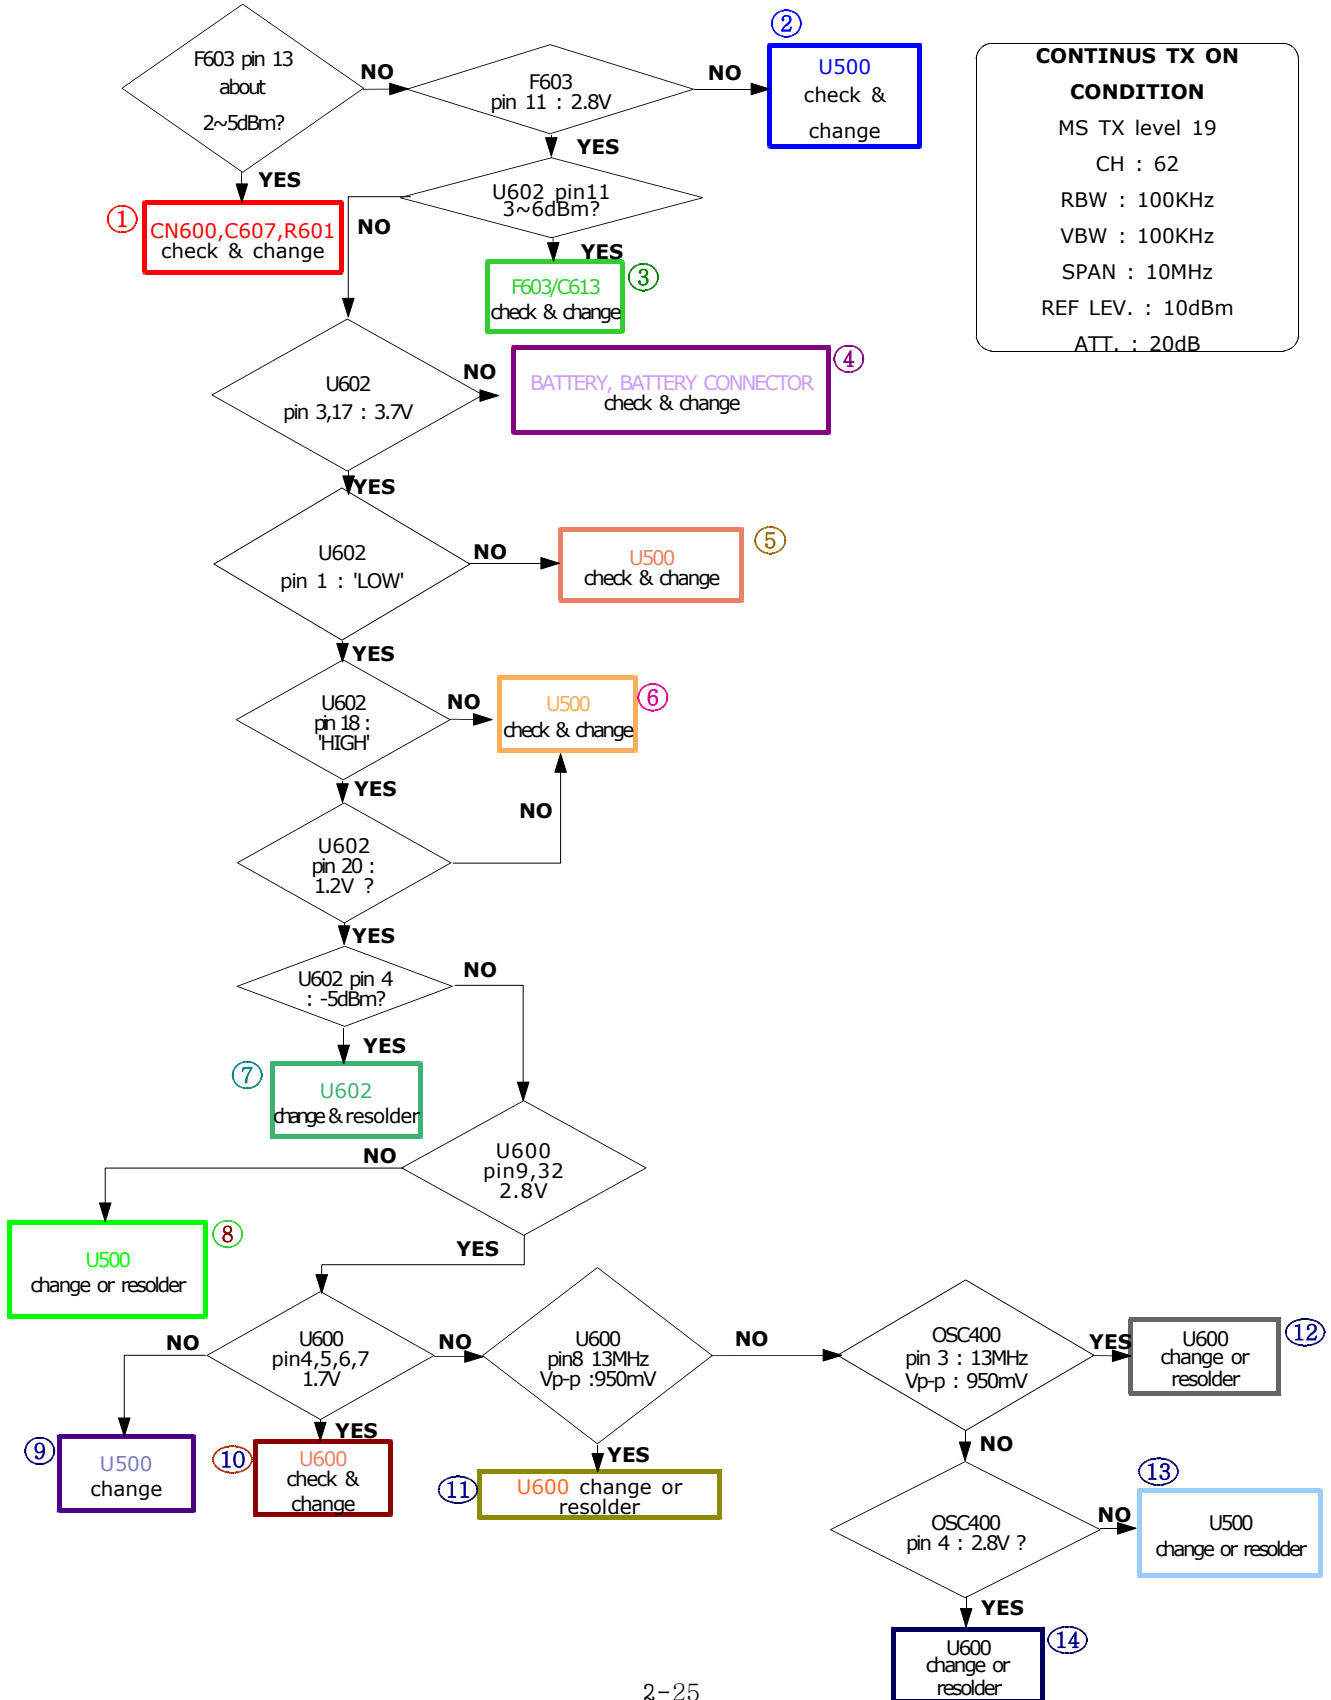 F603 pin 13
about
2~5dBm?
NO
F603
pin 11 : 2.8V
NO
②
U500
check &
change
CONTINUS TX ON
CONDITION
MS TX level 19
CH : 62
RBW : 100KHz
VBW : 100KHz
SPAN : 10MHz
REF LEV. : 10dBm
ATT. : 20dB
YES
YES
①
CN600,C607,R601
check & change
U602 pin11
3~6dBm?
NO
YES
③
F603/C613
check & change
U602
pin 3,17 : 3.7V
NO
④
BATTERY, BATTERY CONNECTOR
check & change
YES
U602
pin 1 : 'LOW'
NO
⑤
U500
check & change
YES
U602
pin 18 :
'HIGH'
NO
⑥
U500
check & change
YES
NO
U602
pin 20 :
1.2V ?
YES
U602 pin 4
: -5dBm?
NO
YES
⑦
U602
change & resolder
U600
pin9,32
2.8V
NO
⑧
U500
change or resolder
YES
U600
pin4,5,6,7
1.7V
NO
NO
U600
pin8 13MHz
Vp-p :950mV
NO
OSC400
pin 3 : 13MHz
Vp-p : 950mV
YES
⑫
U600
change or
resolder
⑨
U500
change
YES
⑩
U600
check &
change
YES
⑪
U600 change or
resolder
NO
OSC400
pin 4 : 2.8V ?
NO
⑬
U500
change or resolder
YES
⑭
U600
change or
resolder
2-25